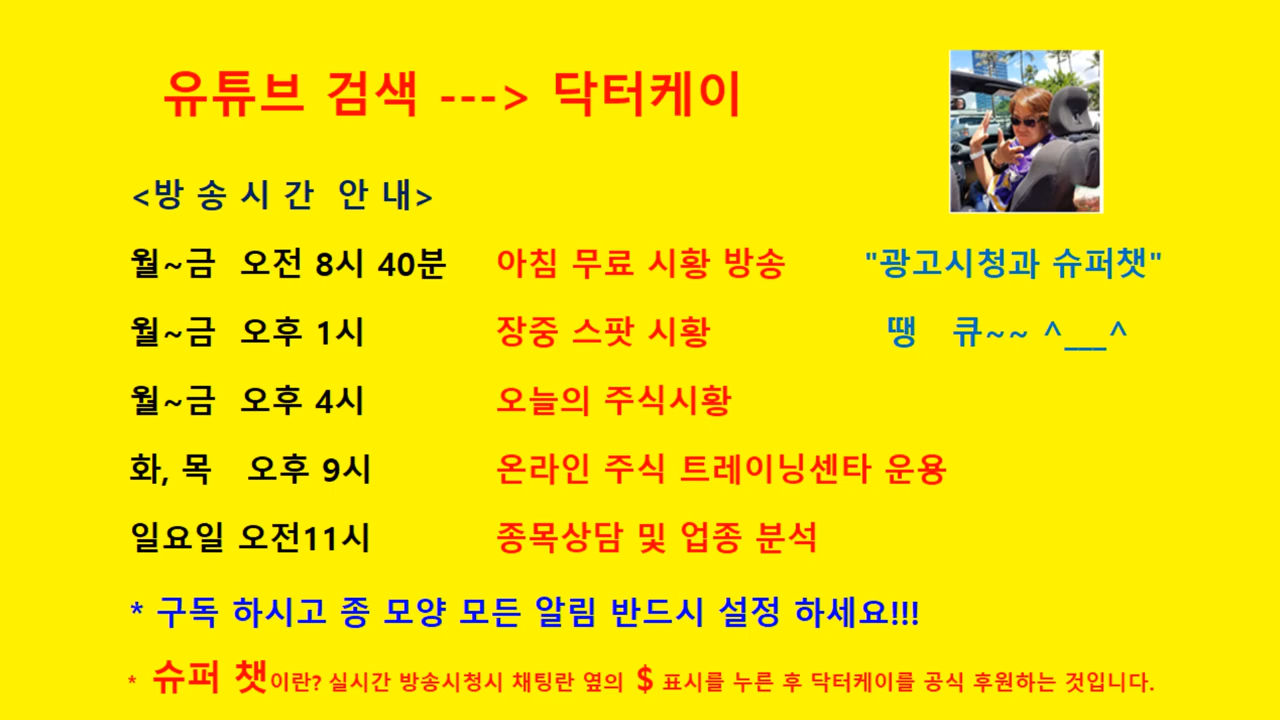 유튜브 검색 ---> 닥터케이
<방 송 시 간 안 내>
월~금 오전 8시 40분 아침 무료 시황 방송 "광고시청과 슈퍼챗"
월~금 오후 1시 장중 스팟 시황 땡 큐~~ ^___^
월~금 오후 4시 오늘의 주식시황
화, 목 오후 9시 온라인 주식 트레이닝센타 운용
일요일 오전11시 종목상담 및 업종 분석
* 구독 하시고 종 모양 모든 알림 반드시 설정 하세요!!!
* 슈퍼 챗이란? 실시간 방송시청시 채팅란 옆의 $ 표시를 누른 후 닥터케이를 공식 후원하는 것입니다.